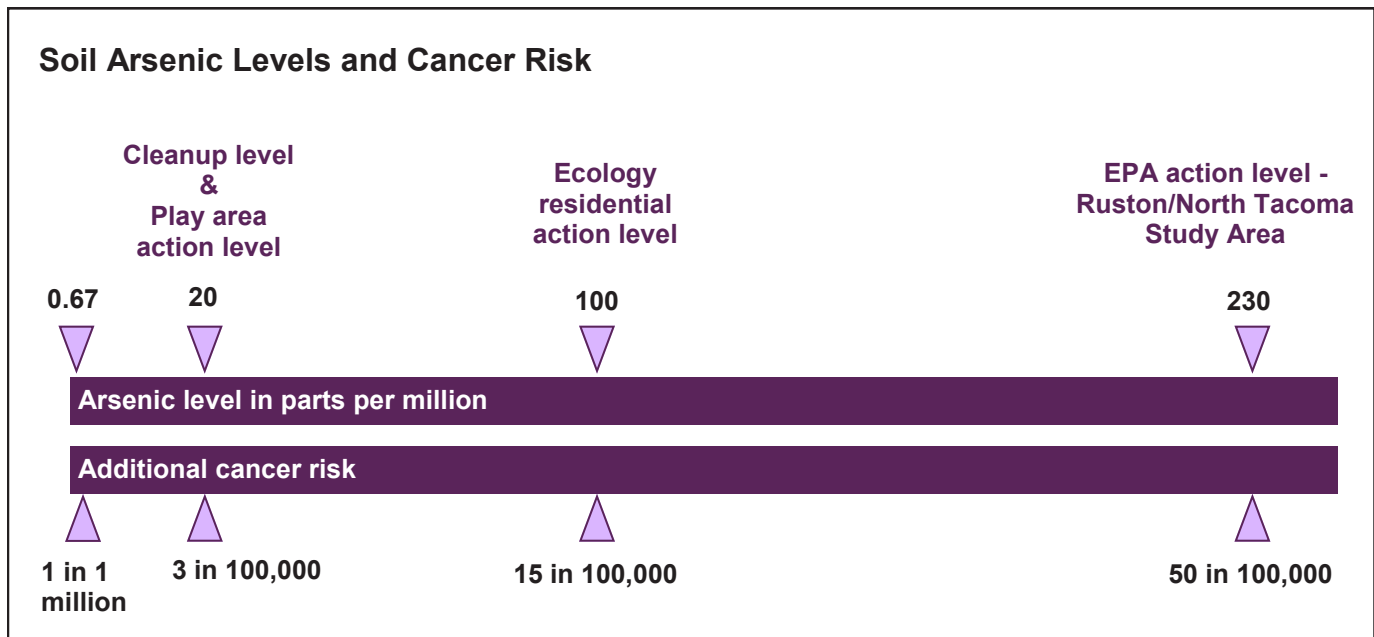 Soil Arsenic Levels and Cancer Risk
Cleanup level
&
Play area
action level
Ecology
residential
action level
EPA action level -
Ruston/North Tacoma
Study Area
0.67
20
100
230
Arsenic level in parts per million
Additional cancer risk
1 in 1
million
3 in 100,000
15 in 100,000
50 in 100,000